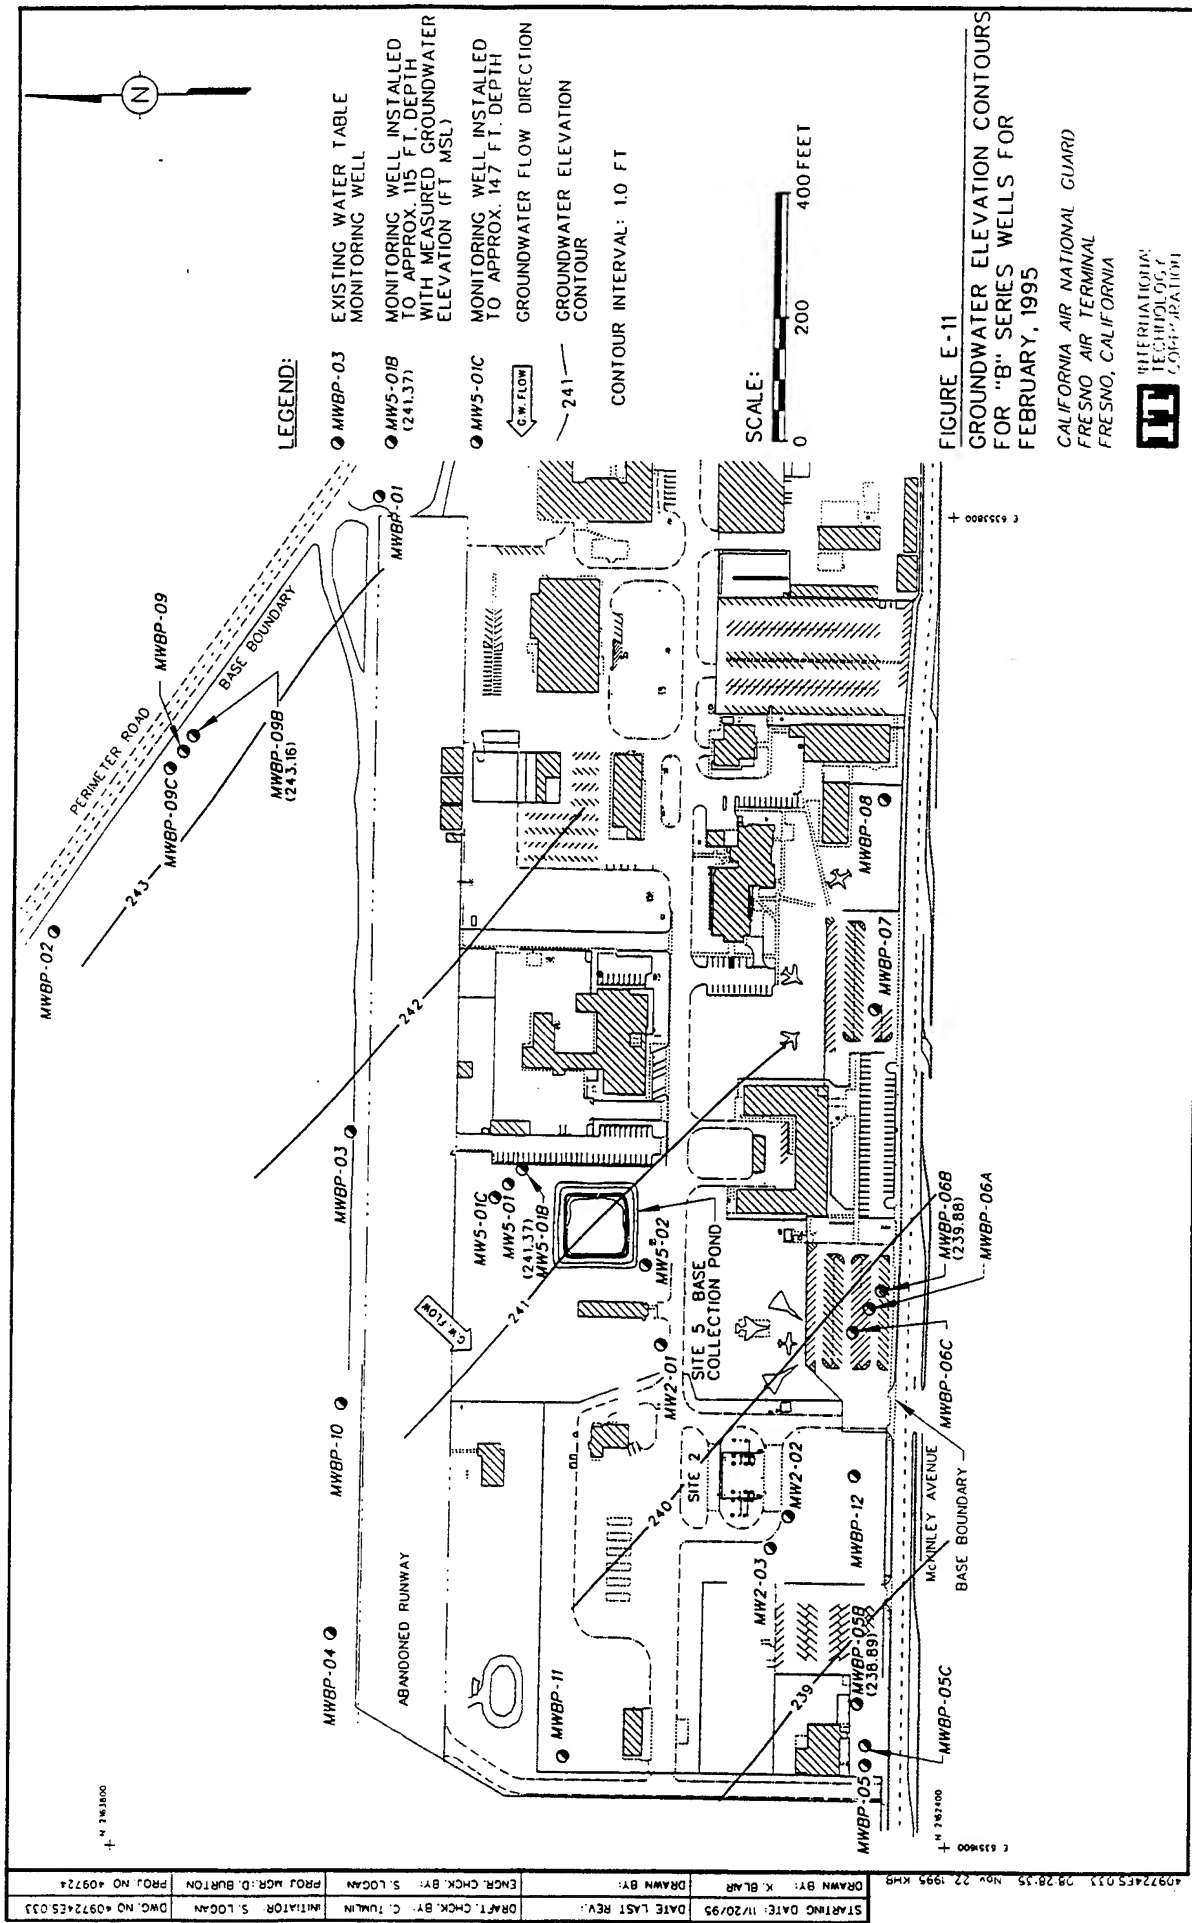 N
LEGEND:
MWBP-03
EXISTING WATER TABLE
MONITORING WELL
MW5-01B
(241.37)
MONITORING WELL INSTALLED
TO APPROX. 115 FT. DEPTH
WITH MEASURED GROUNDWATER
ELEVATION (FT MSL)
MW5-01C
MONITORING WELL INSTALLED
TO APPROX. 147 FT. DEPTH
G.W. FLOW
GROUNDWATER FLOW DIRECTION
241
GROUNDWATER ELEVATION
CONTOUR
CONTOUR INTERVAL: 1.0 FT
SCALE:
0 200 400 FEET
FIGURE E-11
GROUNDWATER ELEVATION CONTOURS
FOR "B" SERIES WELLS FOR
FEBRUARY, 1995
CALIFORNIA AIR NATIONAL GUARD
FRESNO AIR TERMINAL
FRESNO, CALIFORNIA
IT
INTERNATIONAL
TECHNOLOGY
CORPORATION
PERIMETER ROAD
BASE BOUNDARY
MWBP-02
MWBP-09C
MWBP-09
MWBP-09B
(243.16)
MWBP-01
243
242
MWBP-03
MWBP-10
MWBP-04
ABANDONED RUNWAY
G.W. FLOW
241
MW5-01C
MW5-01
(241.37)
MW5-01B
MW5-02
SITE 5 BASE
COLLECTION POND
MW2-01
SITE 2
240
MW2-02
MW2-03
MWBP-11
MWBP-12
239
MWBP-05B
(238.89)
MWBP-05
MWBP-05C
MWBP-06C
MWBP-06B
(239.88)
MWBP-06A
MWBP-07
MWBP-08
McKINLEY AVENUE
BASE BOUNDARY
N 2163800
N 2162400
E 6351600
E 6353800
STARTING DATE: 11/20/95
DATE LAST REV.:
DRAFT. CHCK. BY: C. TUMLIN
INITIATOR: S. LOGAN
DWG. NO. 409724ES.033
DRAWN BY: K. BLAIR
DRAWN BY:
ENGR. CHCK. BY: S. LOGAN
PROJ. MGR.: D. BURTON
PROJ. NO. 409724
409724ES.033 08:28:35 Nov 22, 1995 KHB